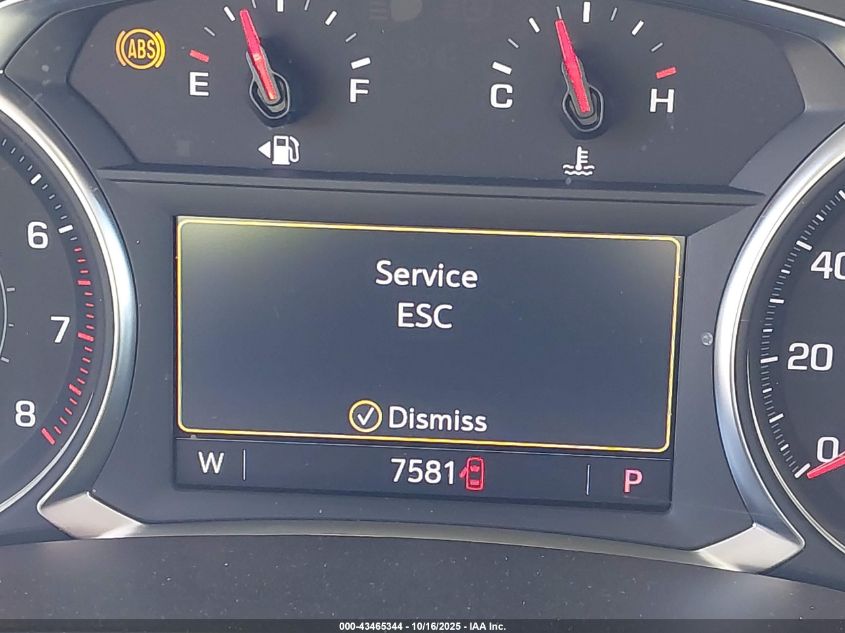 ABS
E
F
C
H
6
7
8
40
20
0
Service
ESC
Dismiss
W
7581
P
000-43465344 - 10/16/2025 - IAA Inc.